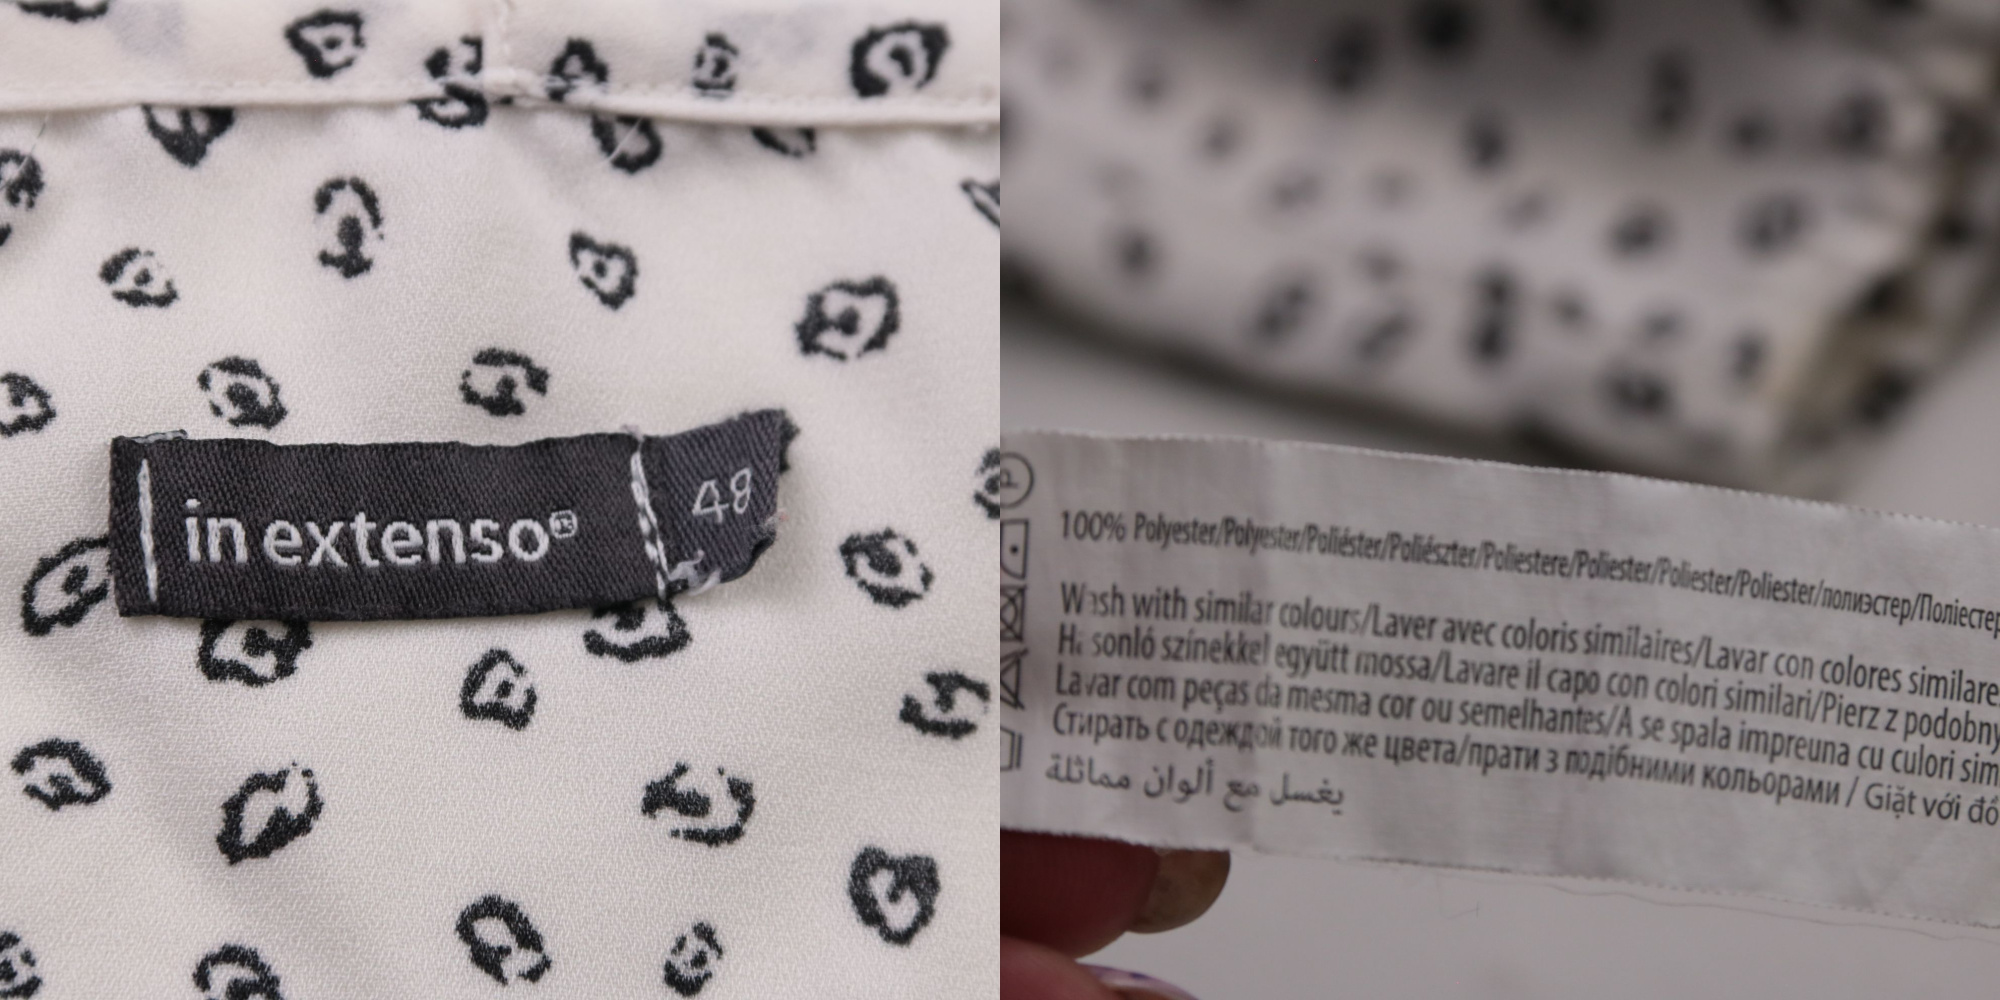 in extenso®
48
P
100% Polyester/Polyester/Poliéster/Poliészter/Poliestere/Poliester/Poliester/Poliester/полиэстер/Поліестер
Wash with similar colours/Laver avec coloris similaires/Lavar con colores similare
Hasonló színekkel együtt mossa/Lavare il capo con colori similari/Pierz z podobny
Lavar com peças da mesma cor ou semelhantes/A se spala impreuna cu culori sim
Стирать с одеждой того же цвета/прати з подібними кольорами / Giặt với đồ
يغسل مع ألوان مماثلة